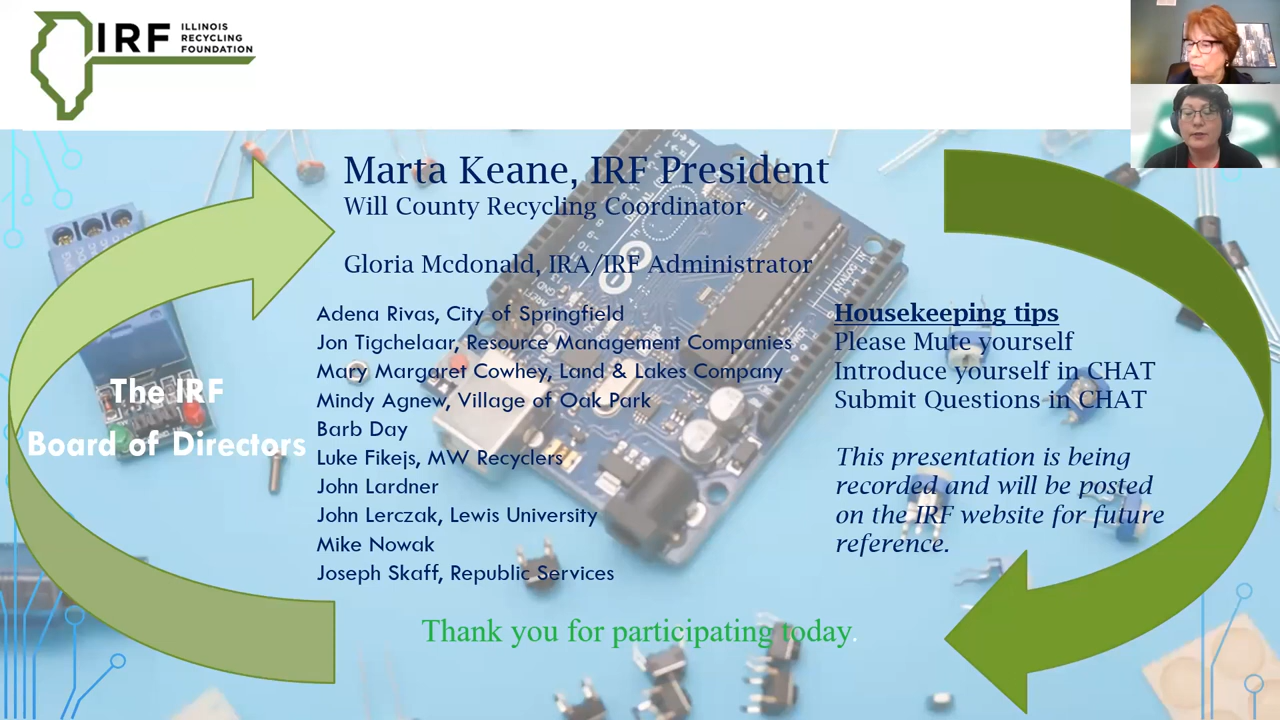 IRF
ILLINOIS
RECYCLING
FOUNDATION
Marta Keane, IRF President
Will County Recycling Coordinator
Gloria Mcdonald, IRA/IRF Administrator
The IRF
Board of Directors
Adena Rivas, City of Springfield
Jon Tigchelaar, Resource Management Companies
Mary Margaret Cowhey, Land & Lakes Company
Mindy Agnew, Village of Oak Park
Barb Day
Luke Fikejs, MW Recyclers
John Lardner
John Lerczak, Lewis University
Mike Nowak
Joseph Skaff, Republic Services
Housekeeping tips
Please Mute yourself
Introduce yourself in CHAT
Submit Questions in CHAT
This presentation is being
recorded and will be posted
on the IRF website for future
reference.
Thank you for participating today.
ANALOG IN